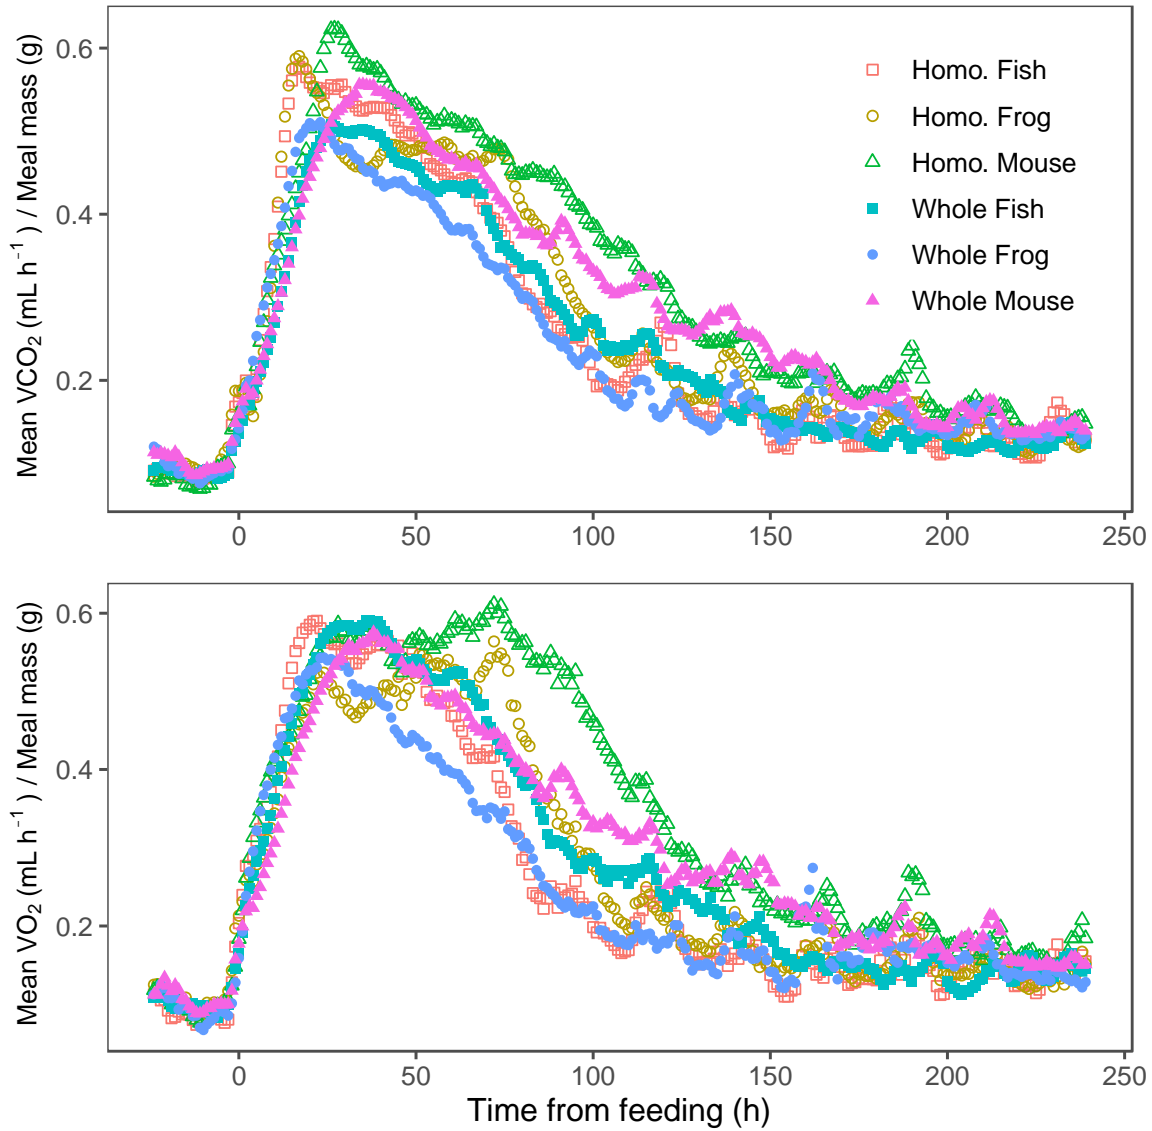 Mean VCO₂ (mL h⁻¹ ) / Meal mass (g)
0.6
0.4
0.2
Homo. Fish
Homo. Frog
Homo. Mouse
Whole Fish
Whole Frog
Whole Mouse
0 50 100 150 200 250
Mean VO₂ (mL h⁻¹ ) / Meal mass (g)
0.6
0.4
0.2
0 50 100 150 200 250
Time from feeding (h)